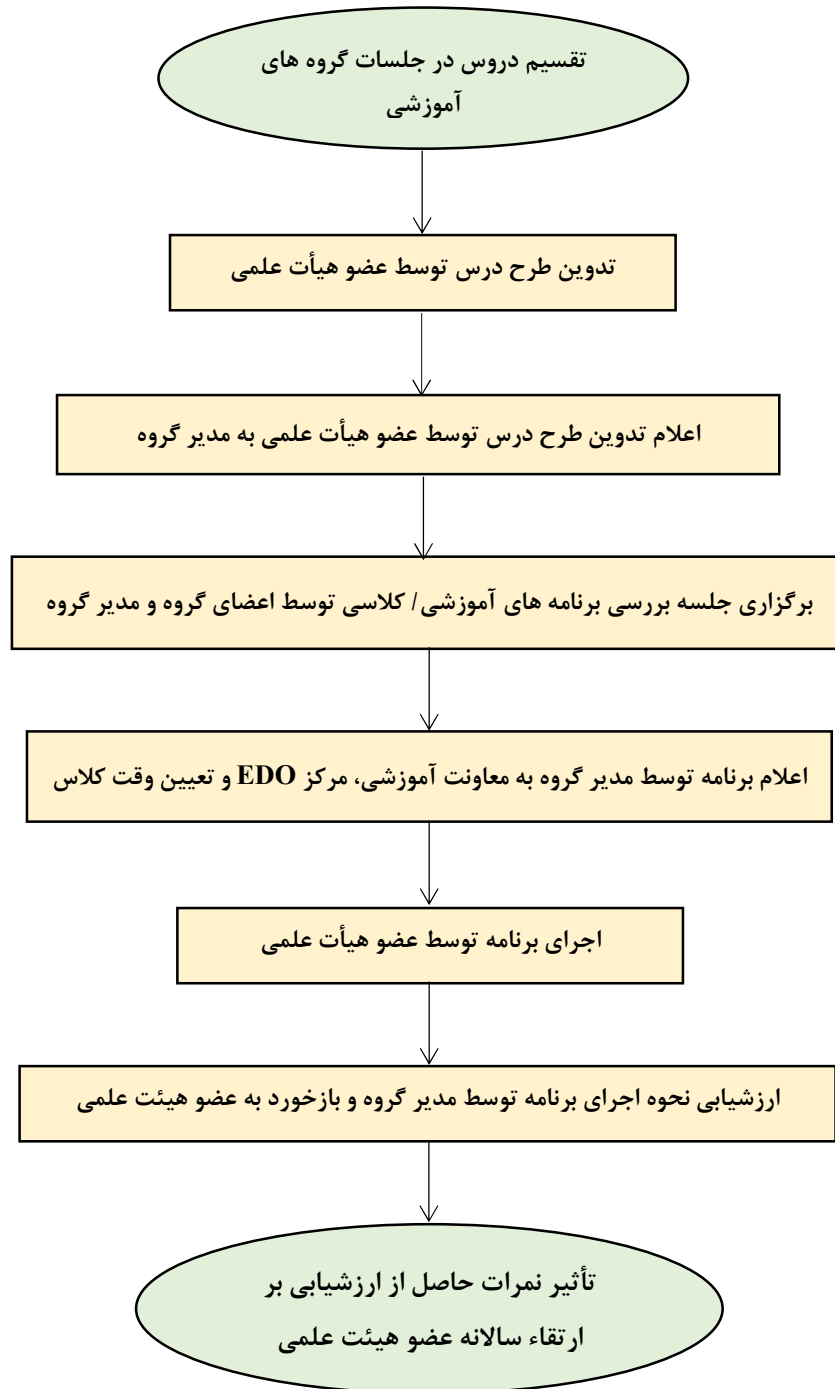 تقسیم دروس در جلسات گروه های
آموزشی
تدوین طرح درس توسط عضو هیأت علمی
اعلام تدوین طرح درس توسط عضو هیأت علمی به مدیر گروه
برگزاری جلسه بررسی برنامه های آموزشی/ کلاسی توسط اعضای گروه و مدیر گروه
اعلام برنامه توسط مدیر گروه به معاونت آموزشی، مرکز EDO و تعیین وقت کلاس
اجرای برنامه توسط عضو هیأت علمی
ارزشیابی نحوه اجرای برنامه توسط مدیر گروه و بازخورد به عضو هیئت علمی
تأثیر نمرات حاصل از ارزشیابی بر
ارتقاء سالانه عضو هیئت علمی